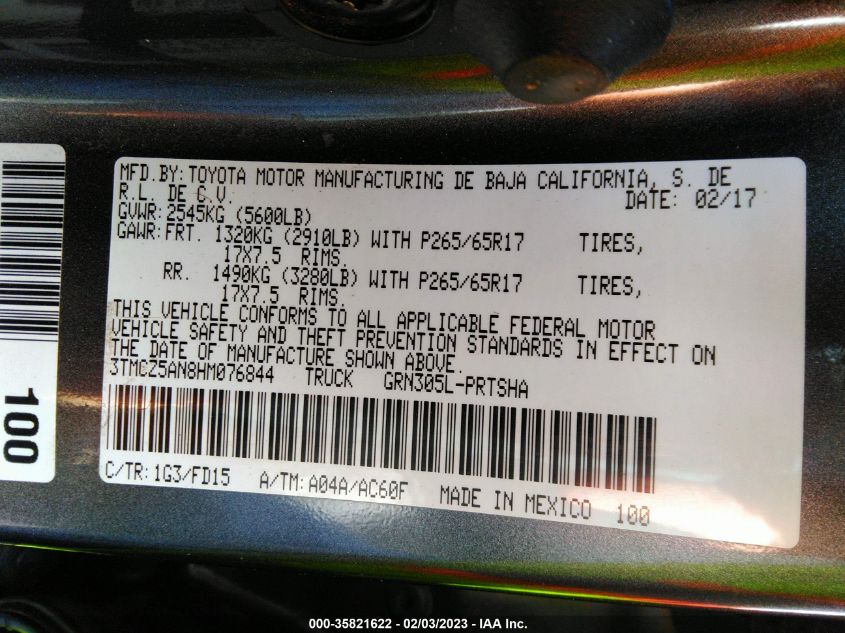 MFD.BY: TOYOTA MOTOR MANUFACTURING DE BAJA CALIFORNIA, S. DE
R.L. DE C.V. DATE: 02/17
GVWR: 2545KG (5600LB)
GAWR: FRT. 1320KG (2910LB) WITH P265/65R17 TIRES,
17X7.5 RIMS.
RR. 1490KG (3280LB) WITH P265/65R17 TIRES,
17X7.5 RIMS.
THIS VEHICLE CONFORMS TO ALL APPLICABLE FEDERAL MOTOR
VEHICLE SAFETY AND THEFT PREVENTION STANDARDS IN EFFECT ON
THE DATE OF MANUFACTURE SHOWN ABOVE.
3TMCZ5AN8HM076844 TRUCK GRN305L-PRTSHA
C/TR: 1G3/FD15 A/TM: A04A/AC60F MADE IN MEXICO 100
100
000-35821622 - 02/03/2023 - IAA Inc.